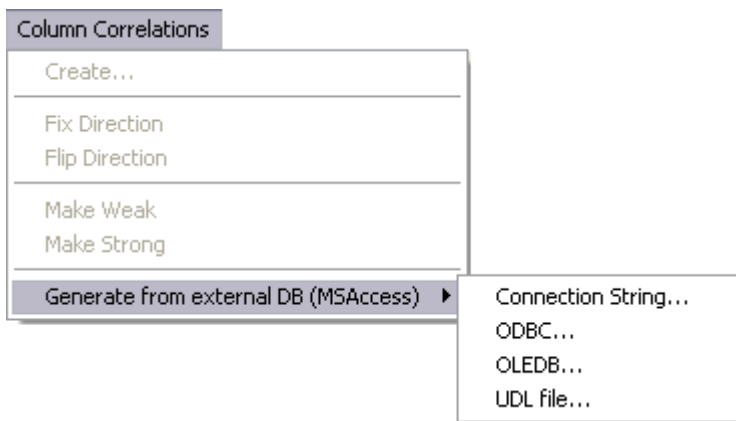 Column Correlations
Create...
Fix Direction
Flip Direction
Make Weak
Make Strong
Generate from external DB (MSAccess)
Connection String...
ODBC...
OLEDB...
UDL file...